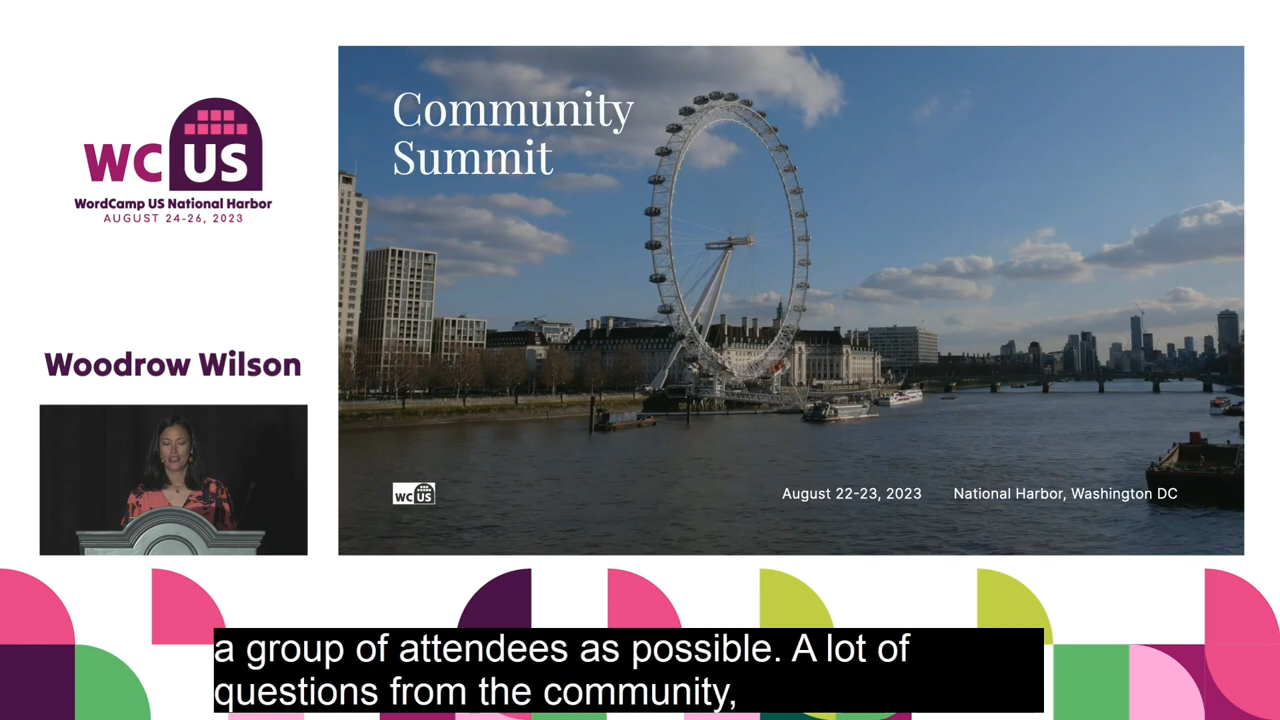 WC US
WordCamp US National Harbor
AUGUST 24-26, 2023
Woodrow Wilson
Community
Summit
WC US
August 22-23, 2023 National Harbor, Washington DC
a group of attendees as possible. A lot of
questions from the community,